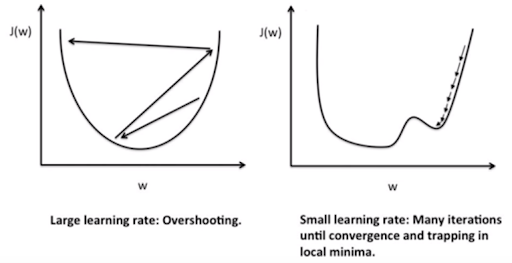 J(w)
w
Large learning rate: Overshooting.
J(w)
w
Small learning rate: Many iterations
until convergence and trapping in
local minima.